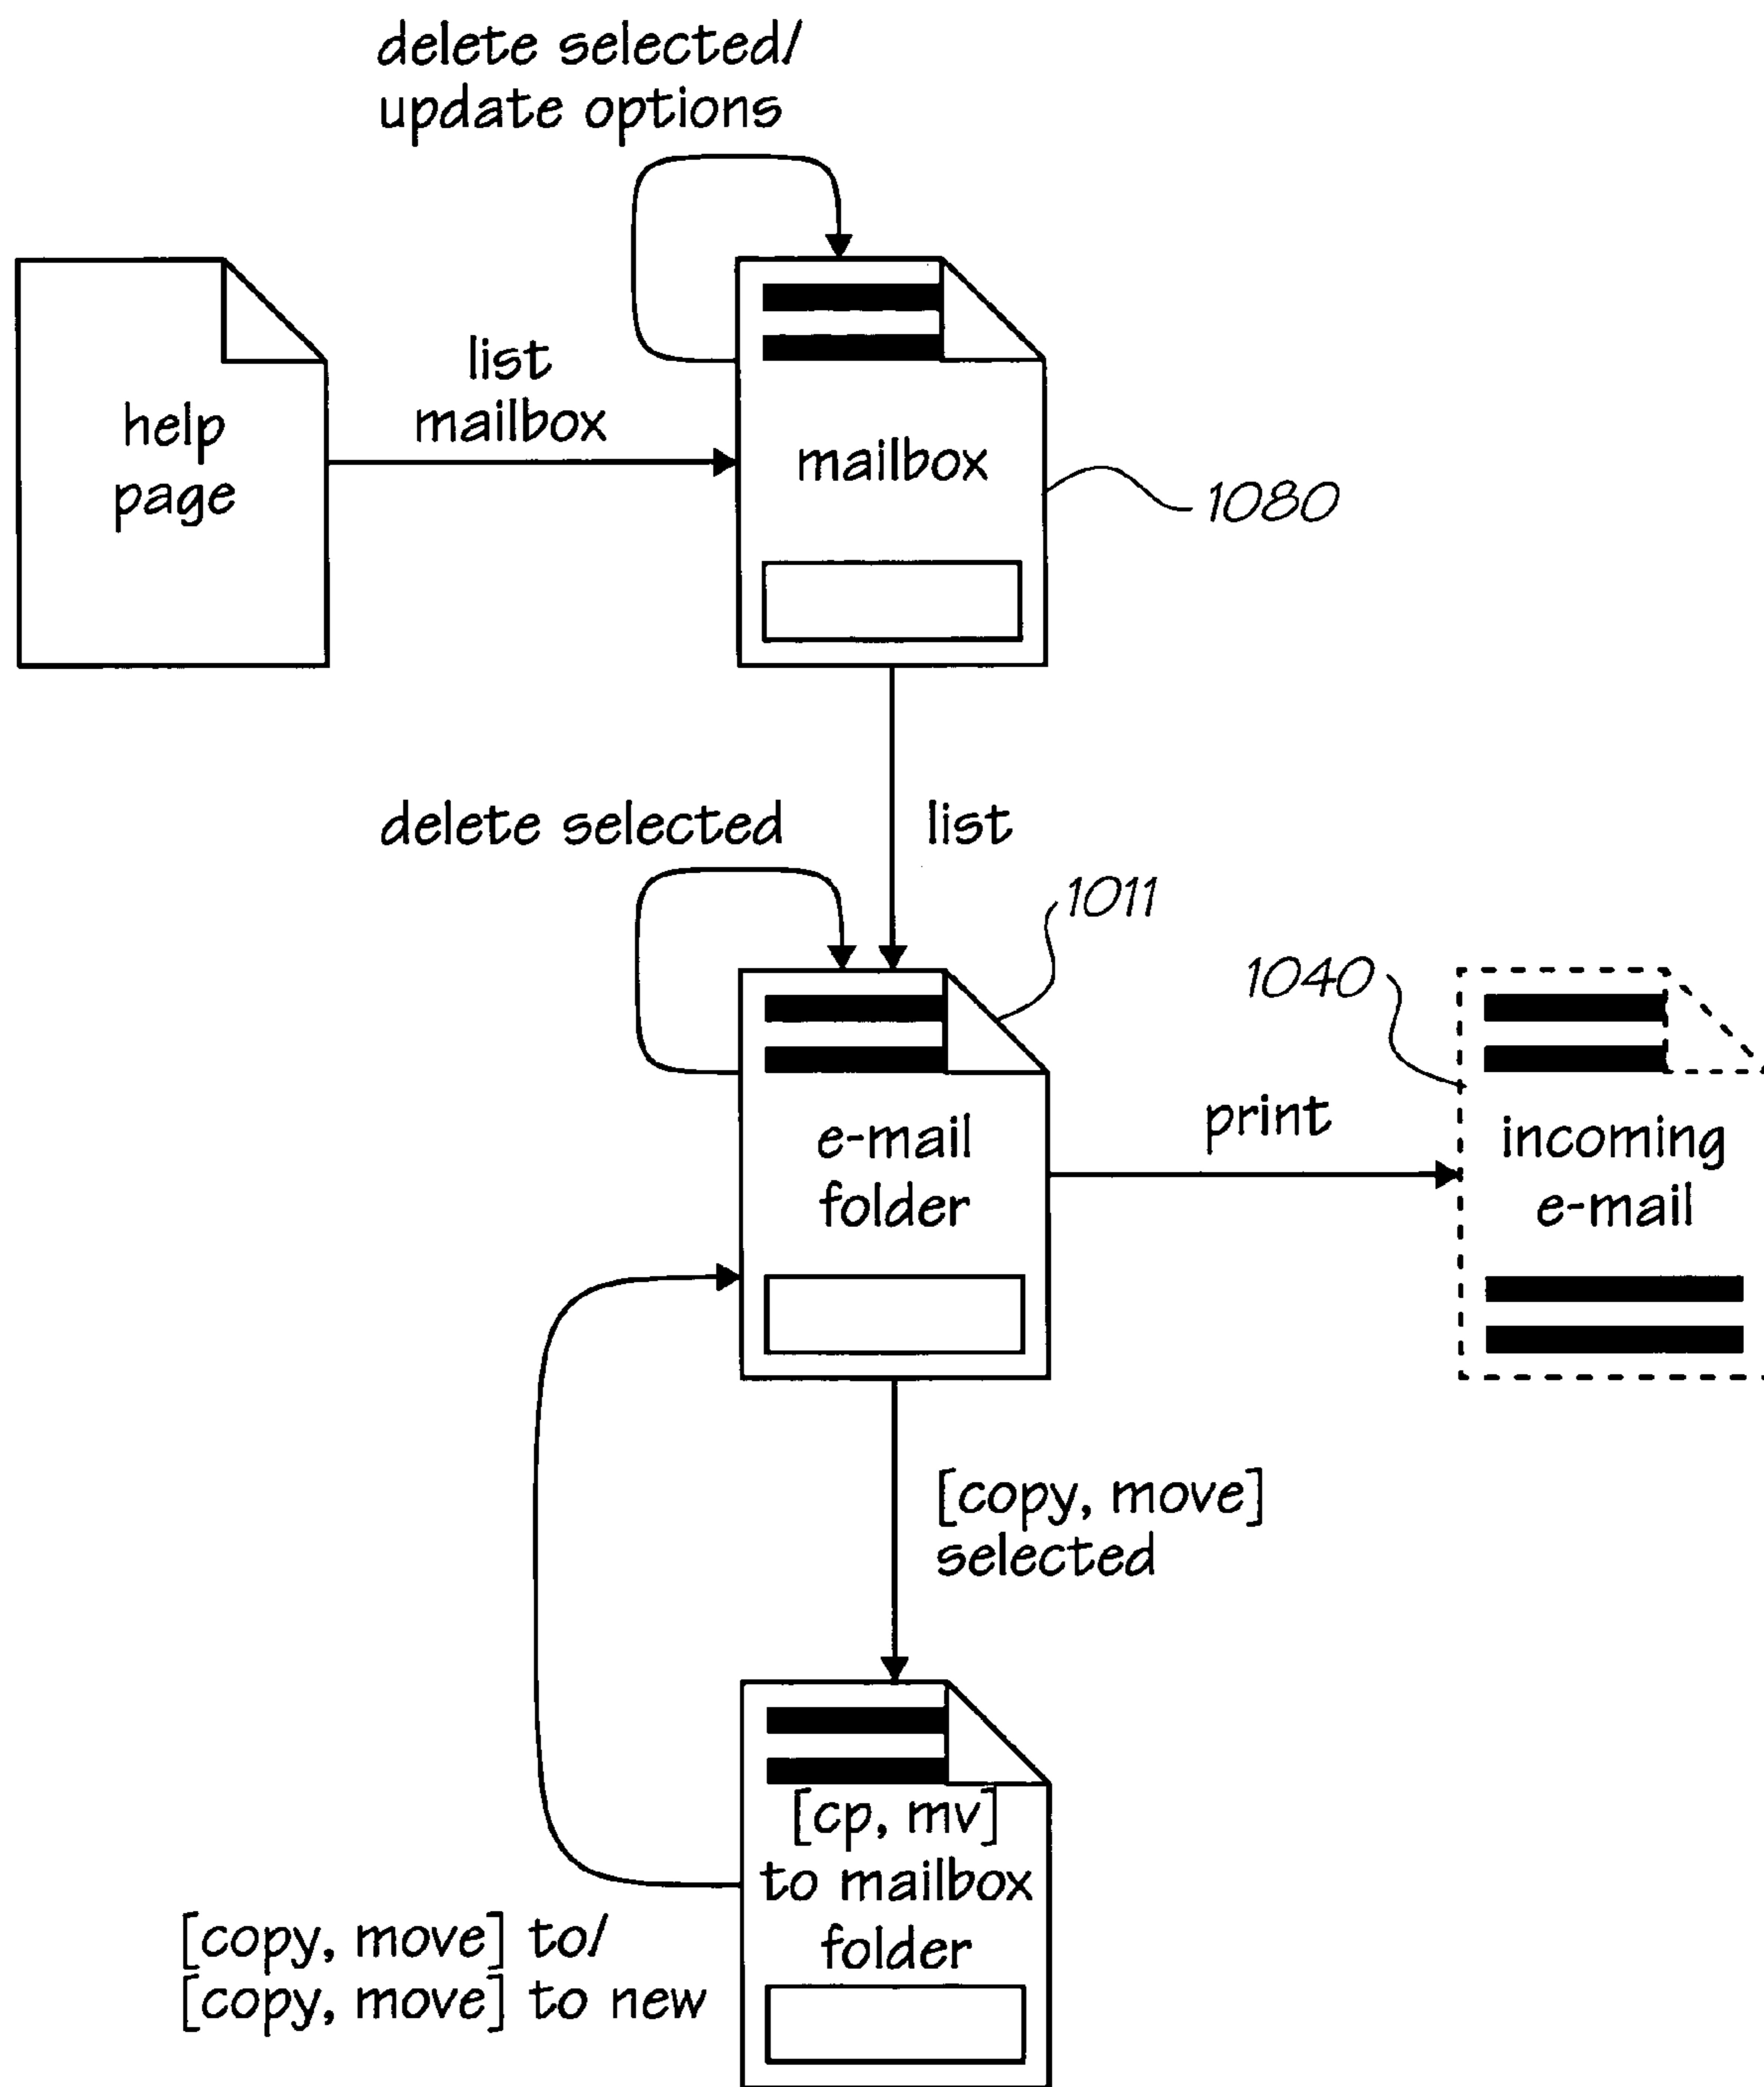 delete selected/
update options
help
page
list
mailbox
mailbox
1080
delete selected
list
1011
1040
e-mail
folder
print
incoming
e-mail
[copy, move]
selected
[cp, mv]
to mailbox
folder
[copy, move] to/
[copy, move] to new